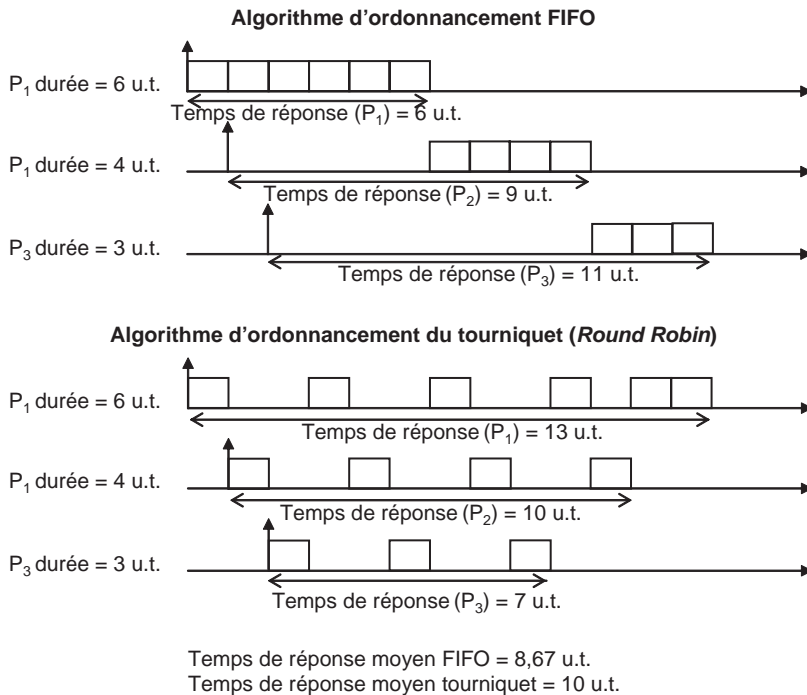 Algorithme d'ordonnancement FIFO
P₁ durée = 6 u.t.
Temps de réponse (P₁) = 6 u.t.
P₁ durée = 4 u.t.
Temps de réponse (P₂) = 9 u.t.
P₃ durée = 3 u.t.
Temps de réponse (P₃) = 11 u.t.
Algorithme d'ordonnancement du tourniquet (Round Robin)
P₁ durée = 6 u.t.
Temps de réponse (P₁) = 13 u.t.
P₁ durée = 4 u.t.
Temps de réponse (P₂) = 10 u.t.
P₃ durée = 3 u.t.
Temps de réponse (P₃) = 7 u.t.
Temps de réponse moyen FIFO = 8,67 u.t.
Temps de réponse moyen tourniquet = 10 u.t.